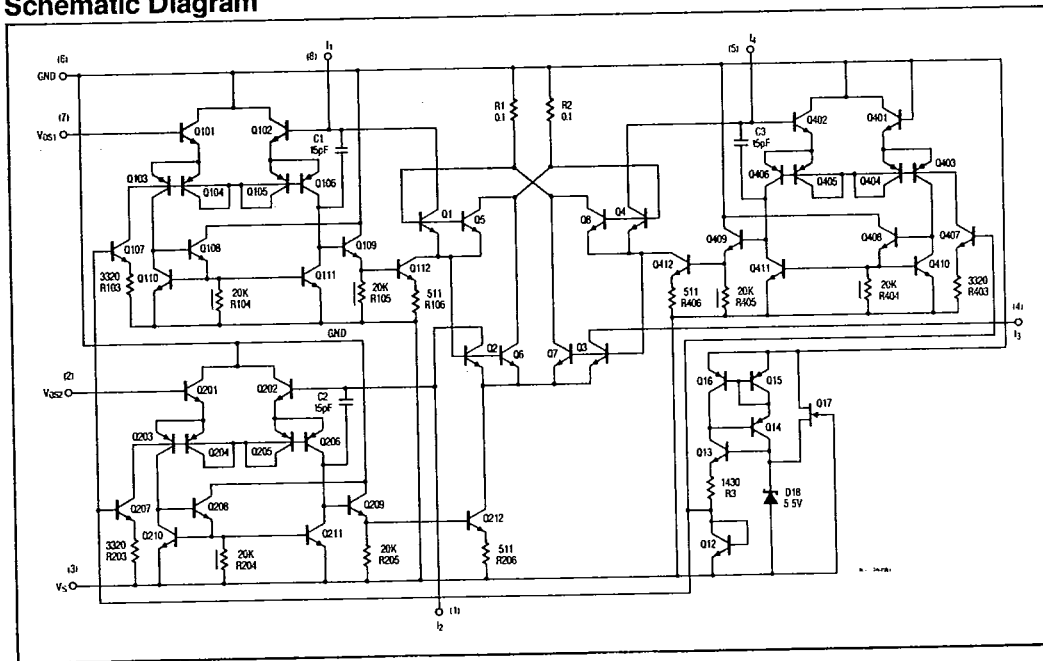 Schematic Diagram
(6)
GND
(8)
I1
(5)
I4
(7)
VOS1
Q101
Q102
C1
15pF
R1
0.1
R2
0.1
C3
15pF
Q402
Q401
Q103
Q104
Q105
Q106
Q406
Q405
Q404
Q403
Q1
Q5
Q8
Q4
Q107
Q108
Q109
Q409
Q408
Q407
3320
R103
Q110
20K
R104
Q111
20K
R105
Q112
511
R106
Q412
511
R406
20K
R405
Q411
20K
R404
Q410
3320
R403
GND
(4)
I3
Q2
Q6
Q7
Q3
(2)
VOS2
Q201
Q202
C2
15pF
Q16
Q15
Q17
Q203
Q204
Q205
Q206
Q14
Q13
1430
R3
D18
5.5V
Q207
Q208
Q209
Q212
3320
R203
Q210
20K
R204
Q211
20K
R205
511
R206
Q12
(3)
VS
(1)
I2